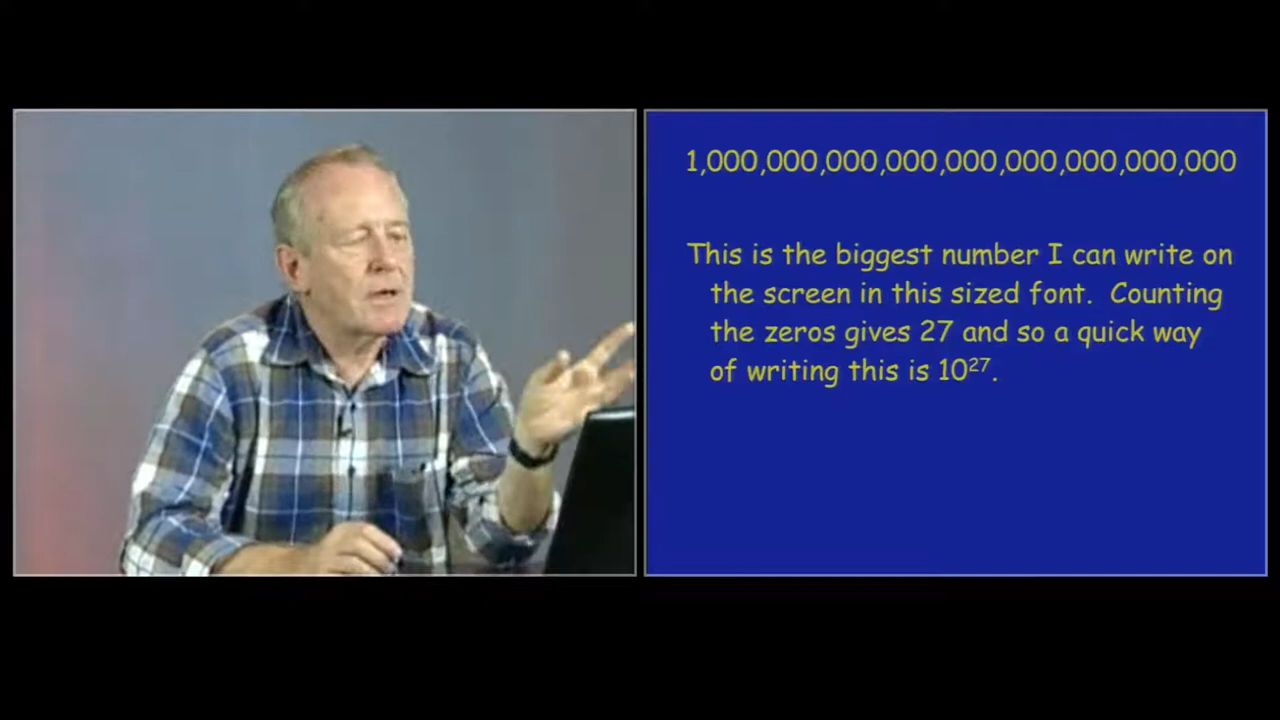 1,000,000,000,000,000,000,000,000,000
This is the biggest number I can write on
the screen in this sized font.  Counting
the zeros gives 27 and so a quick way
of writing this is 10²⁷.